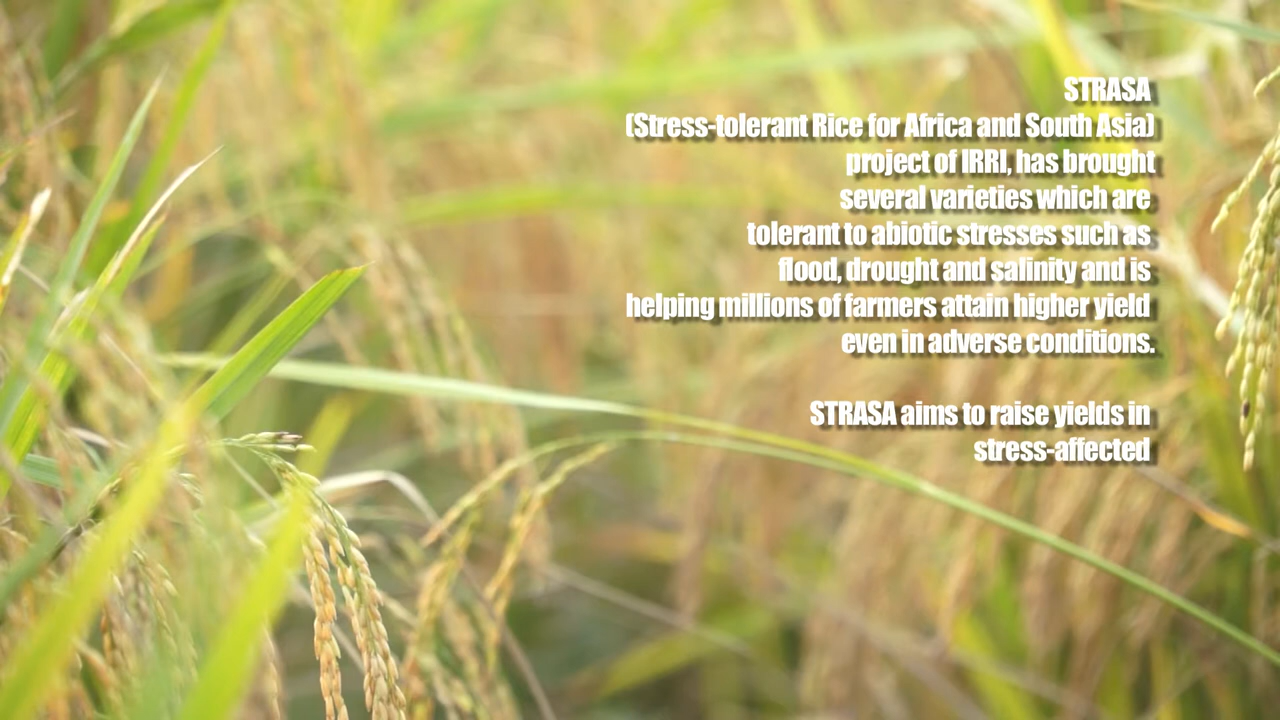 STRASA
(Stress-tolerant Rice for Africa and South Asia)
project of IRRI, has brought
several varieties which are
tolerant to abiotic stresses such as
flood, drought and salinity and is
helping millions of farmers attain higher yield
even in adverse conditions.
STRASA aims to raise yields in
stress-affected